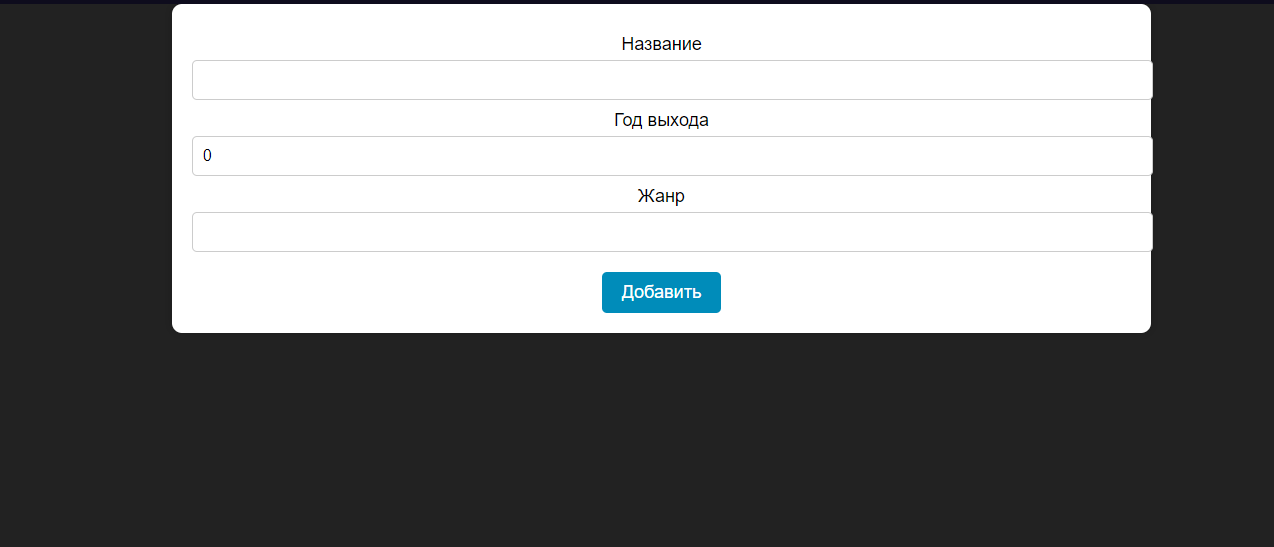 Название
Год выхода
0
Жанр
Добавить